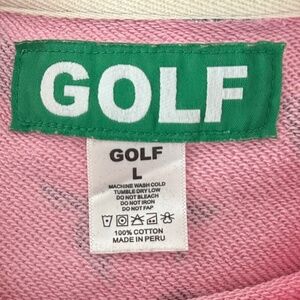 GOLF
GOLF
L
MACHINE WASH COLD
TUMBLE DRY LOW
DO NOT BLEACH
DO NOT IRON
DO NOT FAP
100% COTTON
MADE IN PERU